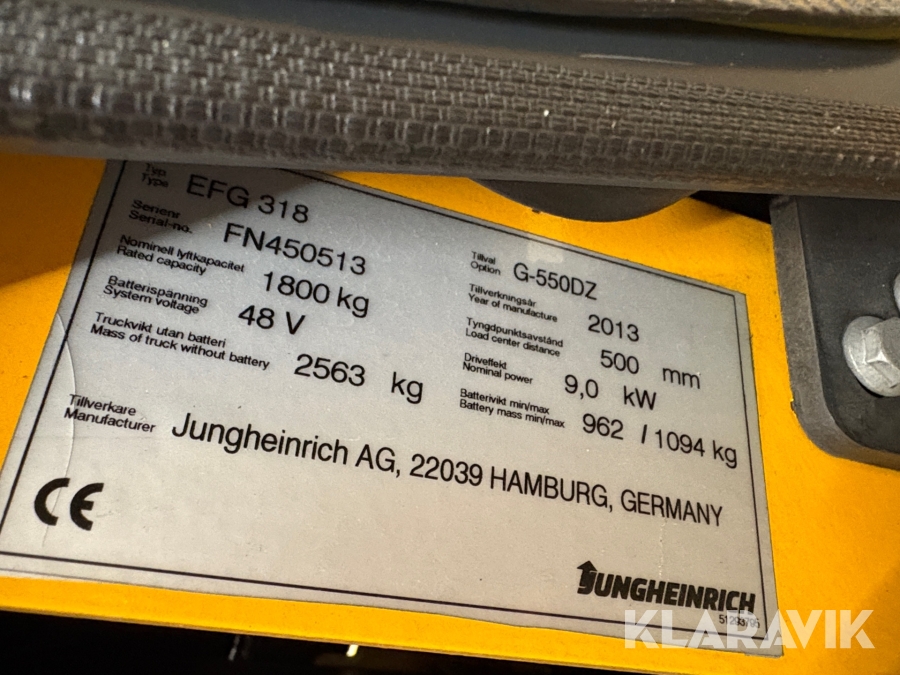 Typ
Type
EFG 318
Serienr
Serial-no.
FN450513
Tillval
Option
G-550DZ
Nominell lyftkapacitet
Rated capacity
1800 kg
Tillverkningsår
Year of manufacture
2013
Batterispänning
System voltage
48 V
Tyngdpunktsavstånd
Load center distance
500 mm
Truckvikt utan batteri
Mass of truck without battery
2563 kg
Driveffekt
Nominal power
9,0 kW
Batterivikt min/max
Battery mass min/max
962 / 1094 kg
Tillverkare
Manufacturer
Jungheinrich AG, 22039 HAMBURG, GERMANY
CE
JUNGHEINRICH
51293795
KLARAVIK